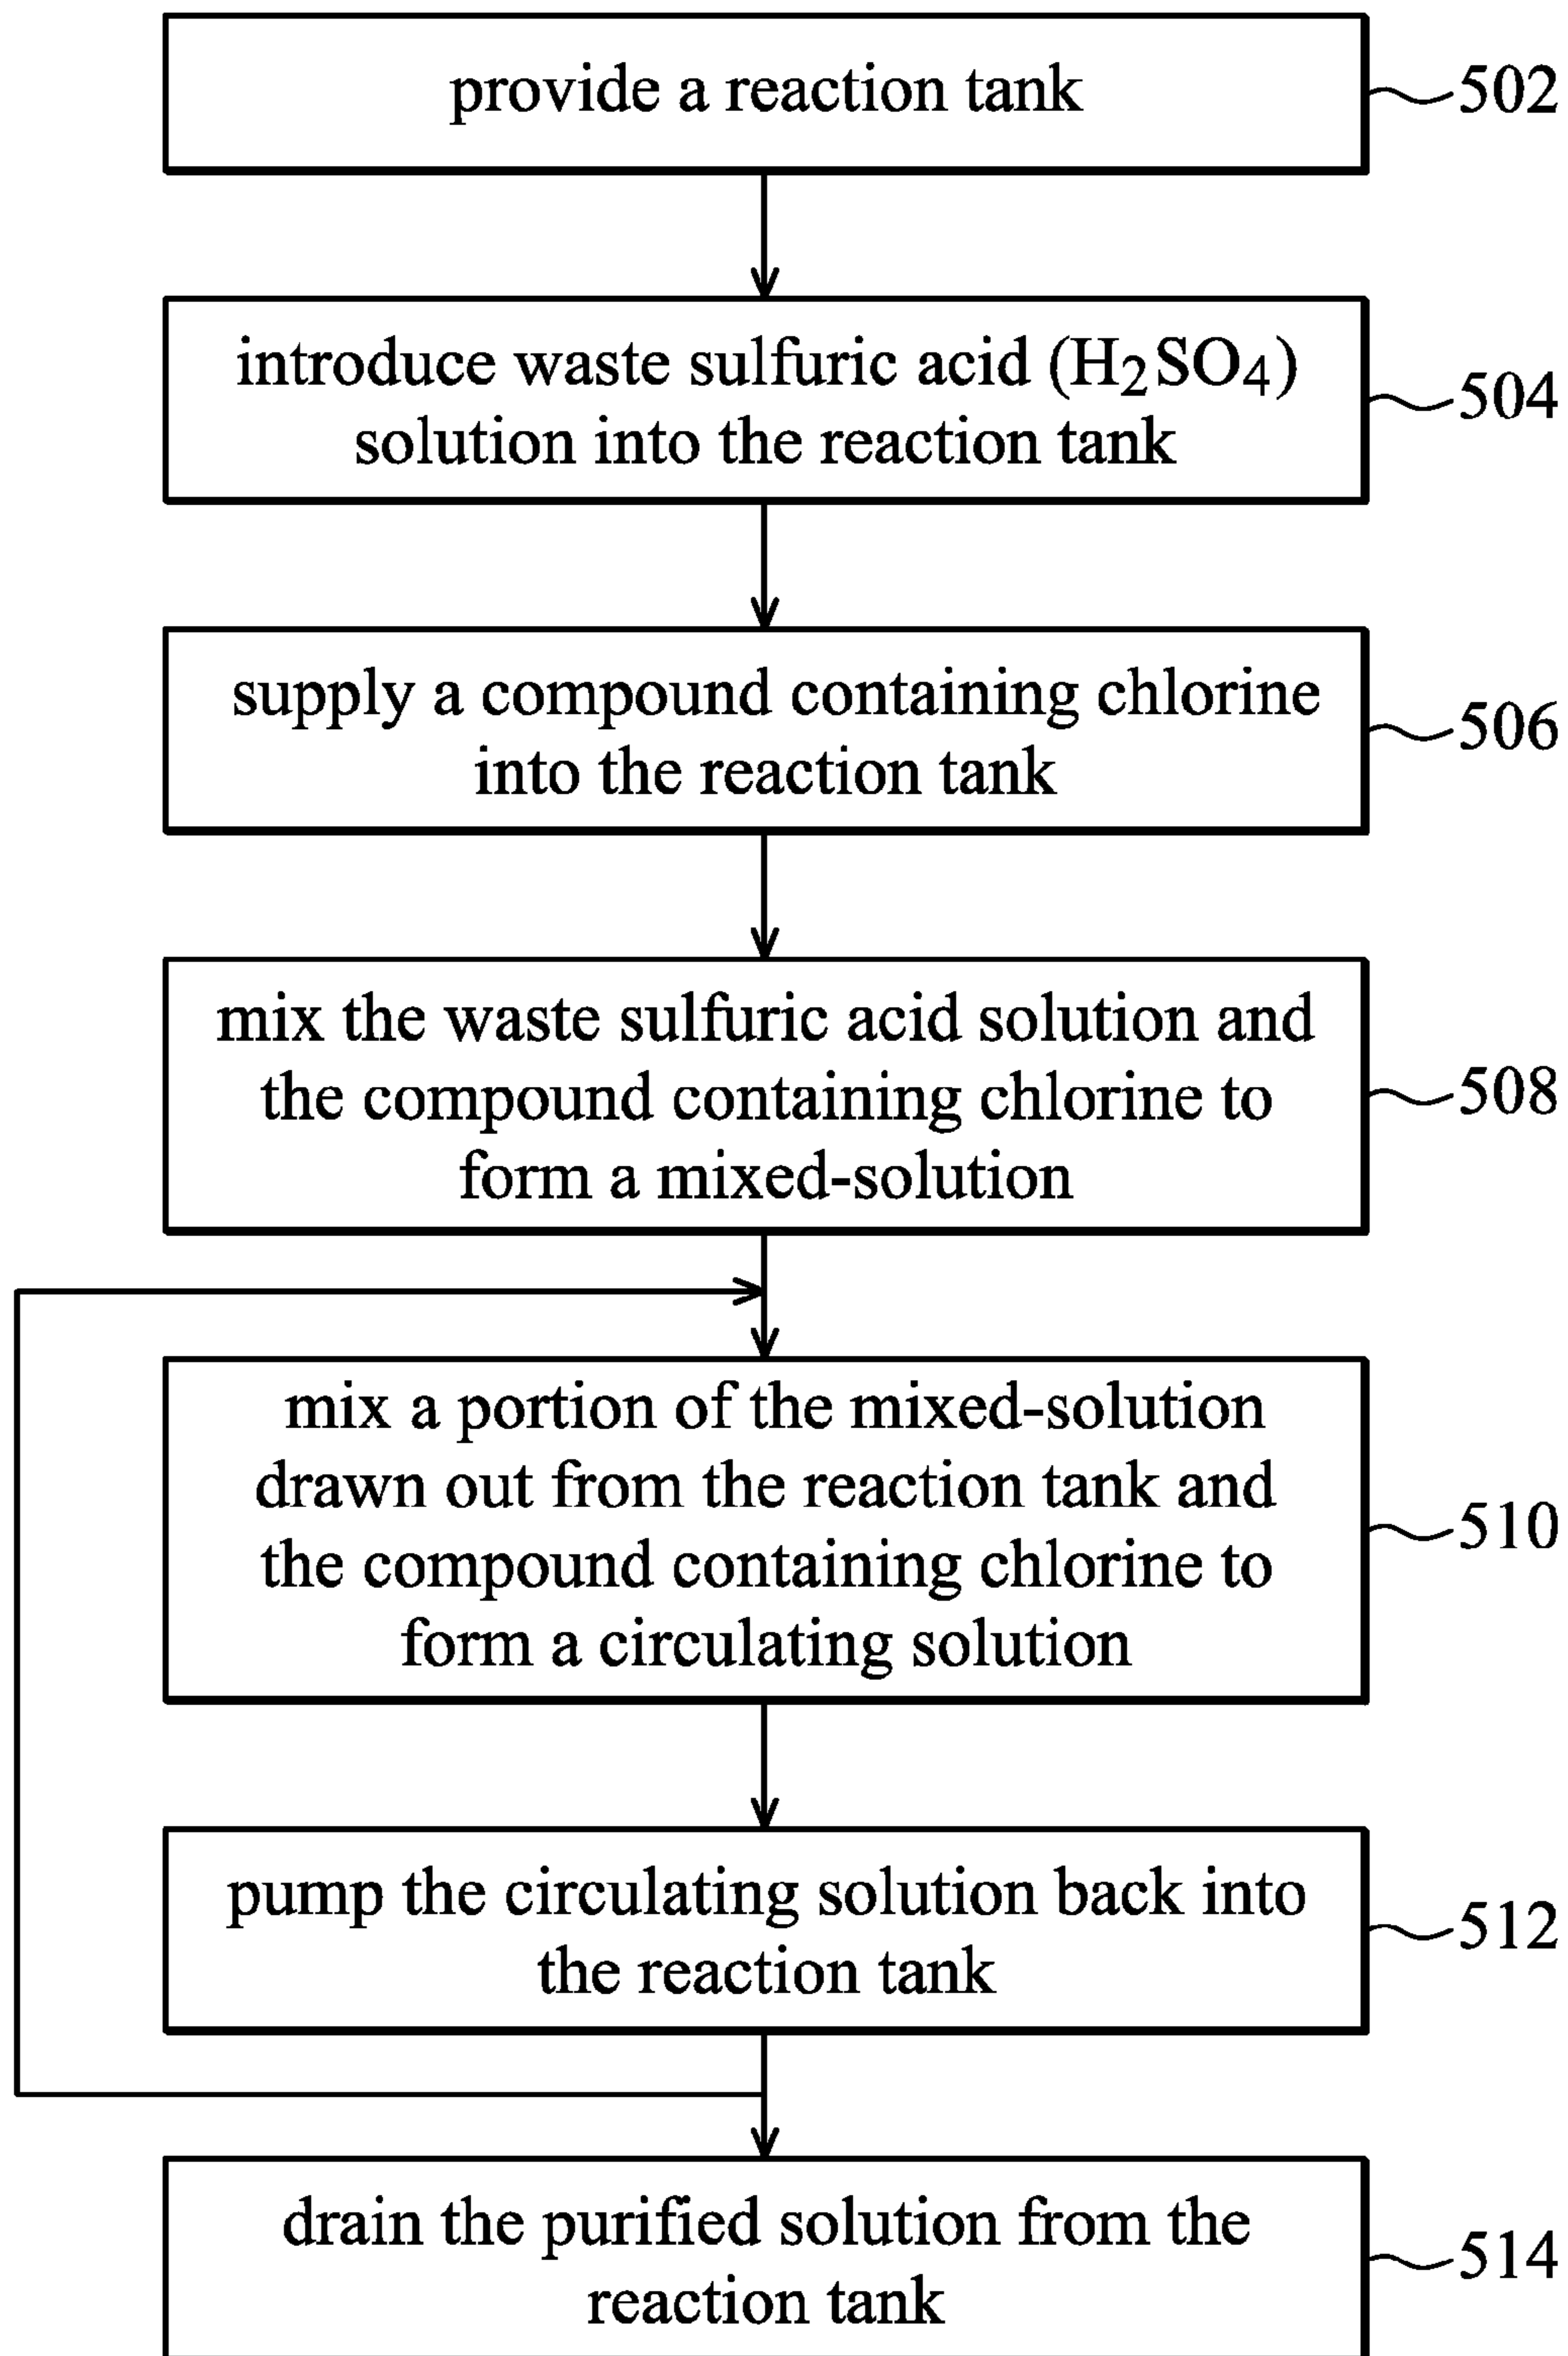 provide a reaction tank
502
introduce waste sulfuric acid (H₂SO₄)
solution into the reaction tank
504
supply a compound containing chlorine
into the reaction tank
506
mix the waste sulfuric acid solution and
the compound containing chlorine to
form a mixed-solution
508
mix a portion of the mixed-solution
drawn out from the reaction tank and
the compound containing chlorine to
form a circulating solution
510
pump the circulating solution back into
the reaction tank
512
drain the purified solution from the
reaction tank
514